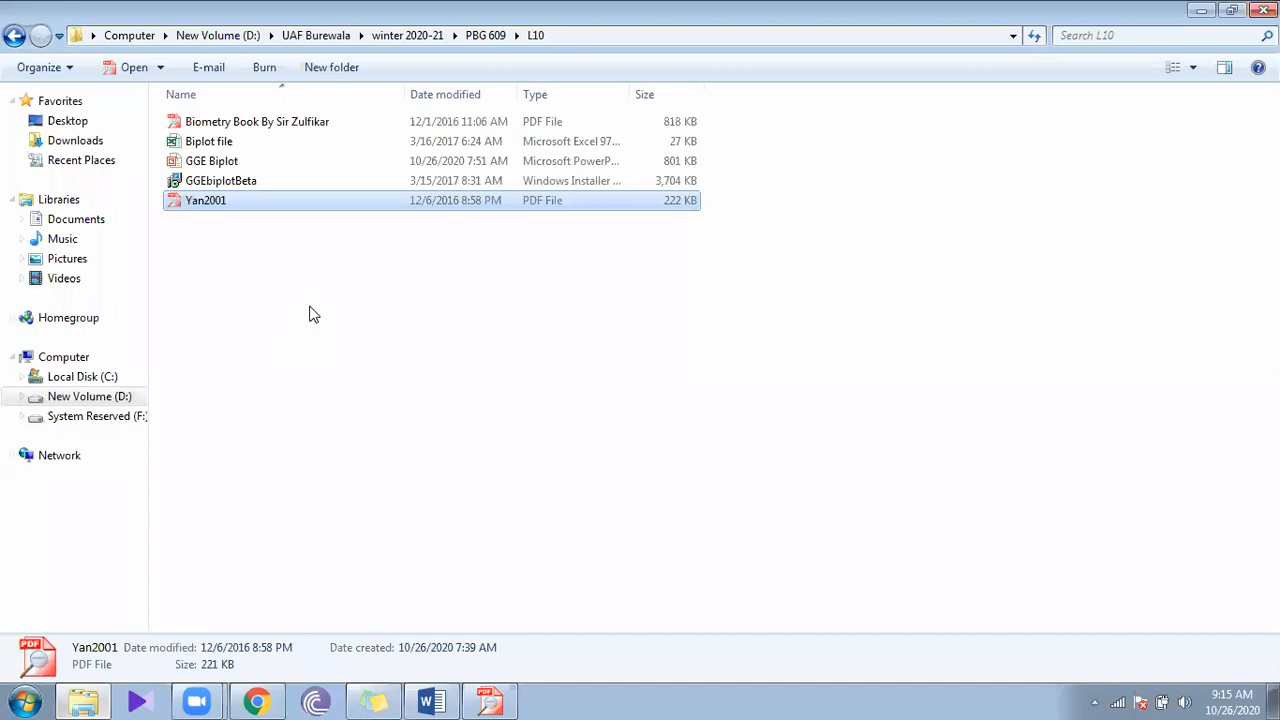 Computer New Volume (D:) UAF Burewala winter 2020-21 PBG 609 L10 Search L10
Organize Open E-mail Burn New folder
Name Date modified Type Size
Biometry Book By Sir Zulfikar 12/1/2016 11:06 AM PDF File 818 KB
Biplot file 3/16/2017 6:24 AM Microsoft Excel 97... 27 KB
GGE Biplot 10/26/2020 7:51 AM Microsoft PowerP... 801 KB
GGEbiplotBeta 3/15/2017 8:31 AM Windows Installer ... 3,704 KB
Yan2001 12/6/2016 8:58 PM PDF File 222 KB
Favorites
Desktop
Downloads
Recent Places
Libraries
Documents
Music
Pictures
Videos
Homegroup
Computer
Local Disk (C:)
New Volume (D:)
System Reserved (F:)
Network
Yan2001 Date modified: 12/6/2016 8:58 PM Date created: 10/26/2020 7:39 AM
PDF File Size: 221 KB
PDF
W PDF
9:15 AM
10/26/2020